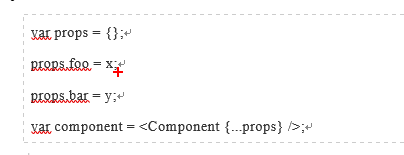 var props = {};
props.foo = x;
props.bar = y;
var component = <Component {...props} />;